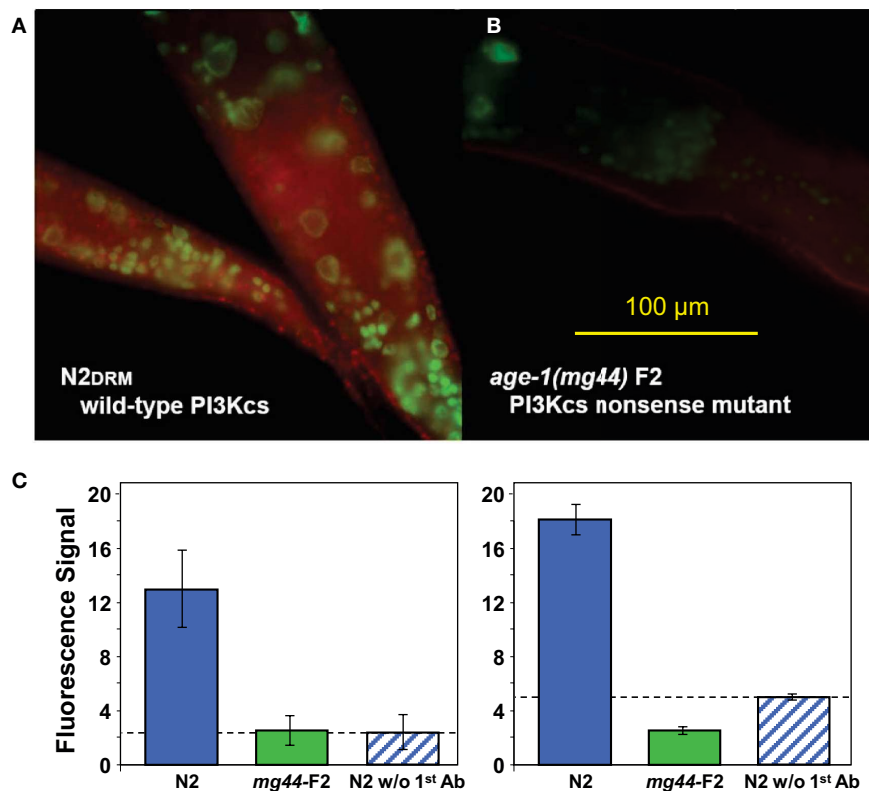 A
B
100 µm
N2DRM
wild-type PI3Kcs
age-1(mg44) F2
PI3Kcs nonsense mutant
C
Fluorescence Signal
20
16
12
8
4
0
N2
mg44-F2
N2 w/o 1st Ab
20
16
12
8
4
0
N2
mg44-F2
N2 w/o 1st Ab